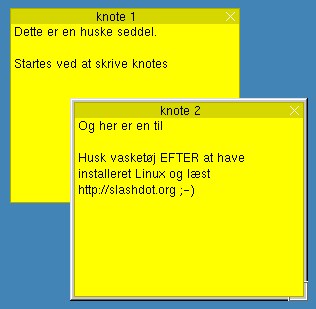 knote 1
Dette er en huske seddel.
Startes ved at skrive knotes
knote 2
Og her er en til
Husk vasketøj EFTER at have
installeret Linux og læst
http://slashdot.org ;-)